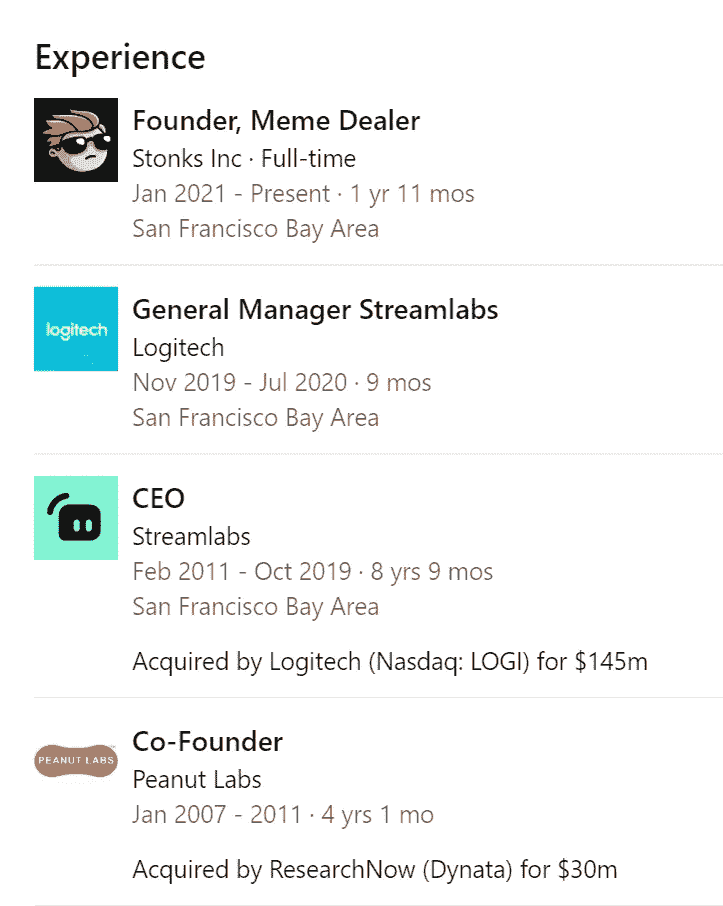 Experience
Founder, Meme Dealer
Stonks Inc · Full-time
Jan 2021 - Present · 1 yr 11 mos
San Francisco Bay Area
logitech
General Manager Streamlabs
Logitech
Nov 2019 - Jul 2020 · 9 mos
San Francisco Bay Area
CEO
Streamlabs
Feb 2011 - Oct 2019 · 8 yrs 9 mos
San Francisco Bay Area
Acquired by Logitech (Nasdaq: LOGI) for $145m
PEANUT LABS
Co-Founder
Peanut Labs
Jan 2007 - 2011 · 4 yrs 1 mo
Acquired by ResearchNow (Dynata) for $30m